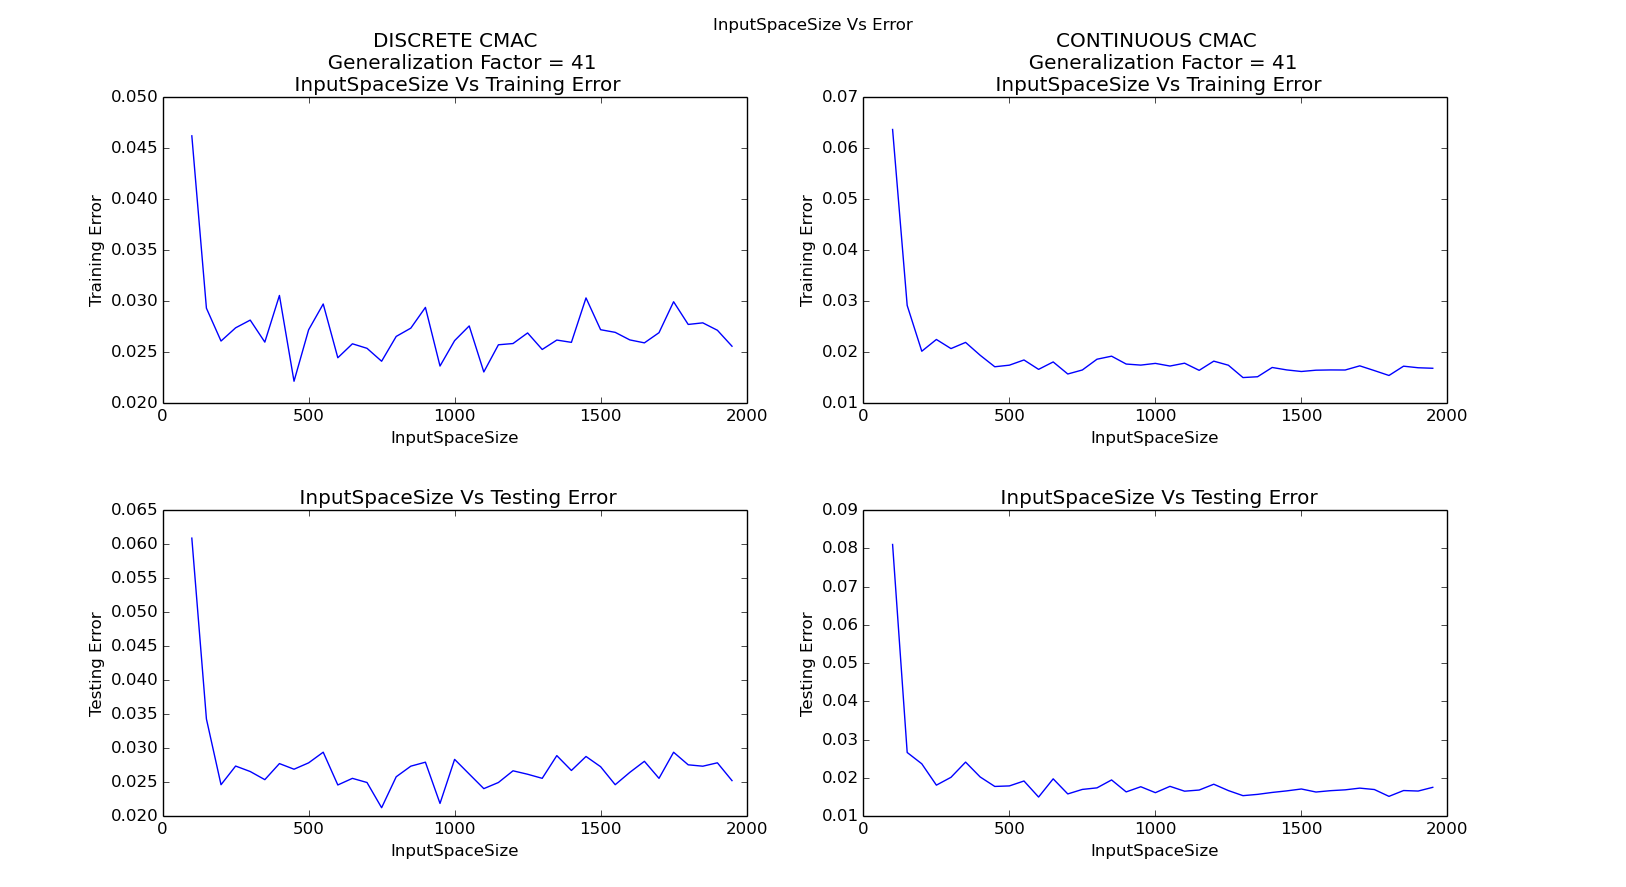 InputSpaceSize Vs Error
DISCRETE CMAC
Generalization Factor = 41
InputSpaceSize Vs Training Error
0.050
0.045
0.040
0.035
0.030
0.025
0.020
Training Error
0 500 1000 1500 2000
InputSpaceSize
CONTINUOUS CMAC
Generalization Factor = 41
InputSpaceSize Vs Training Error
0.07
0.06
0.05
0.04
0.03
0.02
0.01
Training Error
0 500 1000 1500 2000
InputSpaceSize
InputSpaceSize Vs Testing Error
0.065
0.060
0.055
0.050
0.045
0.040
0.035
0.030
0.025
0.020
Testing Error
0 500 1000 1500 2000
InputSpaceSize
InputSpaceSize Vs Testing Error
0.09
0.08
0.07
0.06
0.05
0.04
0.03
0.02
0.01
Testing Error
0 500 1000 1500 2000
InputSpaceSize